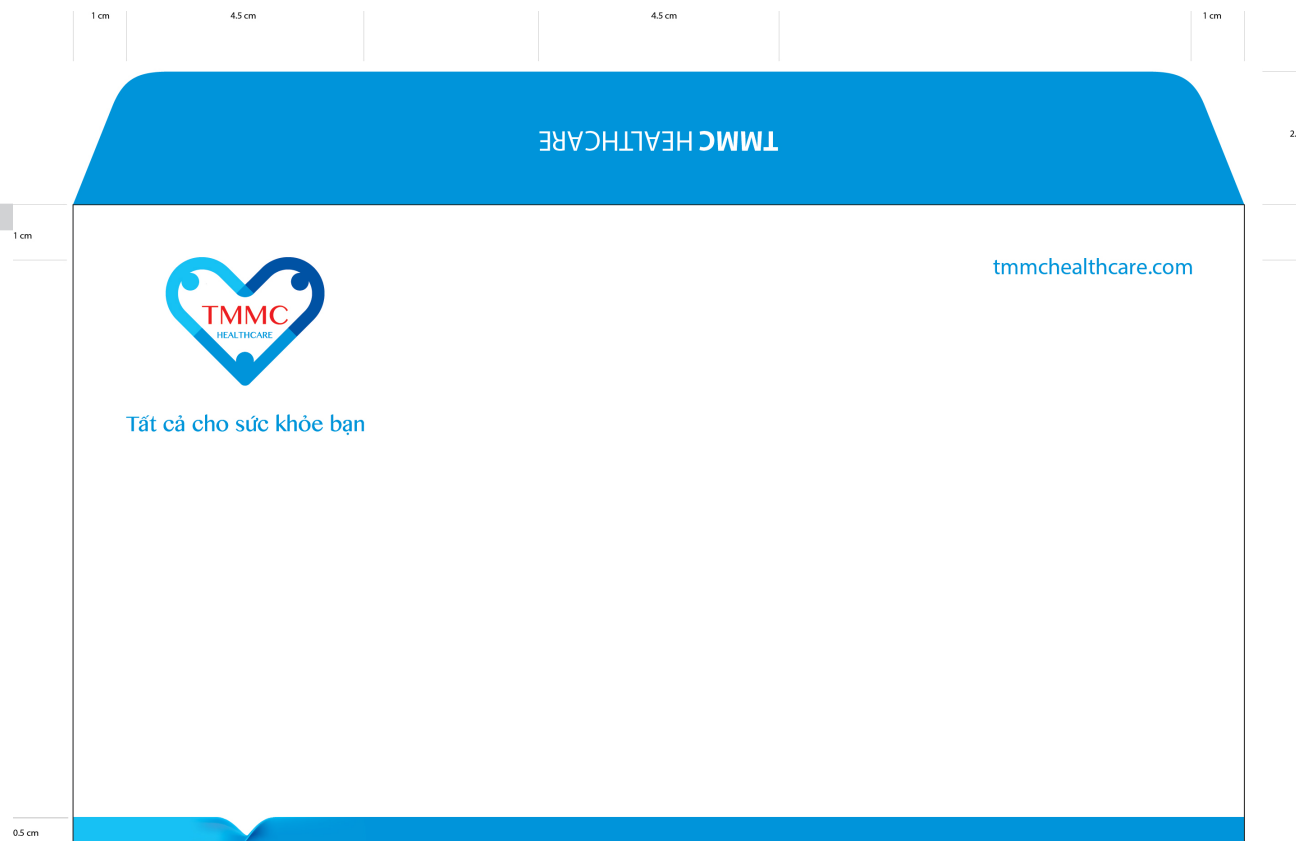 1 cm 4.5 cm 4.5 cm 1 cm
TMMC HEALTHCARE
1 cm
tmmchealthcare.com
TMMC
HEALTHCARE
Tất cả cho sức khỏe bạn
0.5 cm